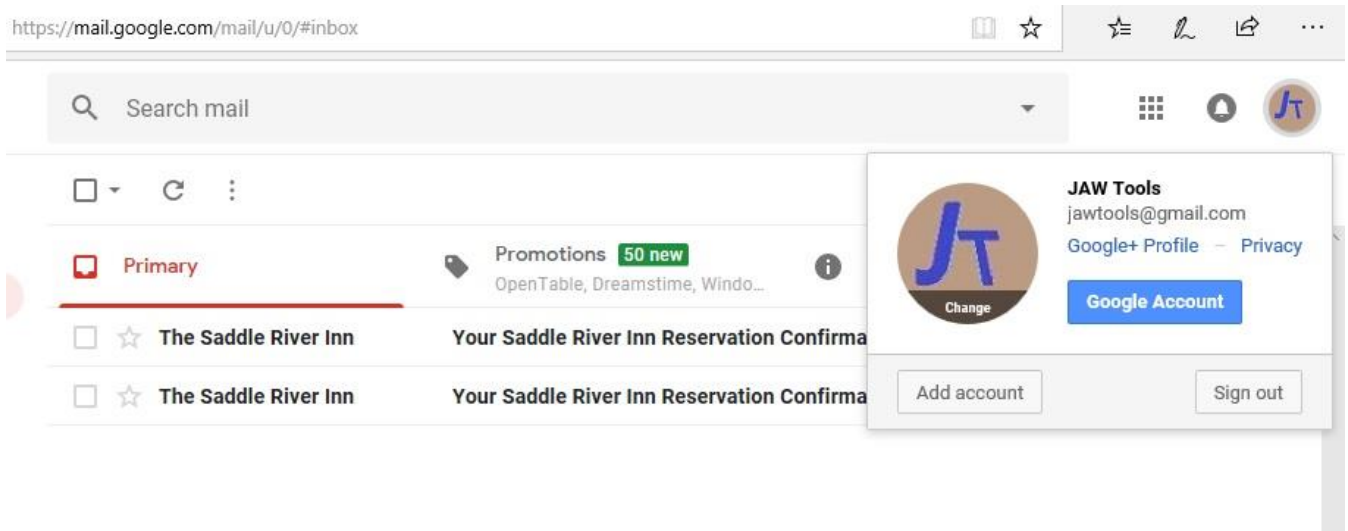 https://mail.google.com/mail/u/0/#inbox
Search mail
JT
JAW Tools
jawtools@gmail.com
Google+ Profile – Privacy
JT
Change
Google Account
Primary
Promotions 50 new
OpenTable, Dreamstime, Windo...
The Saddle River Inn Your Saddle River Inn Reservation Confirma
The Saddle River Inn Your Saddle River Inn Reservation Confirma
Add account Sign out